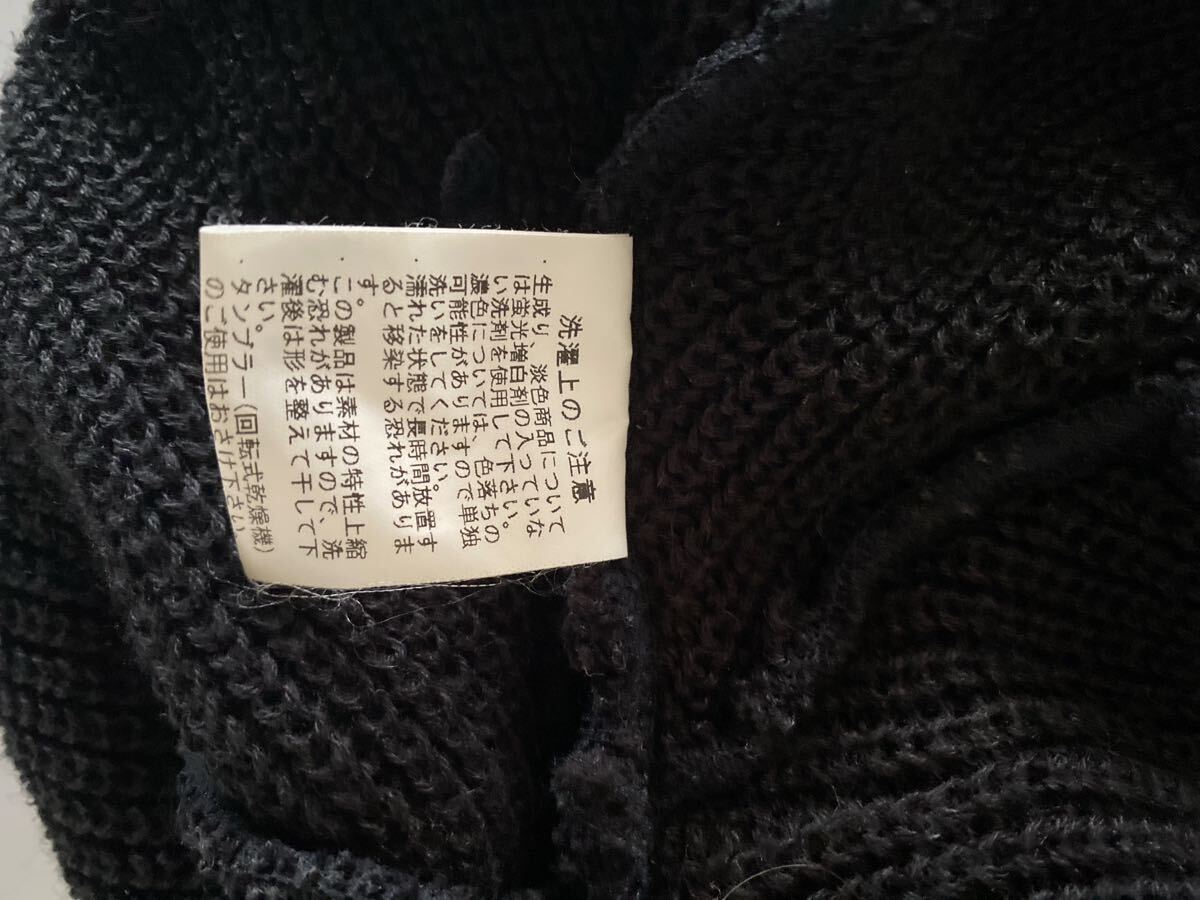 洗濯上のご注意
・生成り、淡色商品について
は蛍光増白剤の入っていな
い洗剤を使用して下さい。
濃色については、色落ちの
可能性がありますので単独
洗いをしてください。
・濡れた状態で長時間放置す
ると移染する恐れがありま
す。
・この製品は素材の特性上縮
む恐れがありますので、洗
濯後は形を整えて干して下
さい。
タンブラー(回転式乾燥機)
のご使用はおさけ下さい